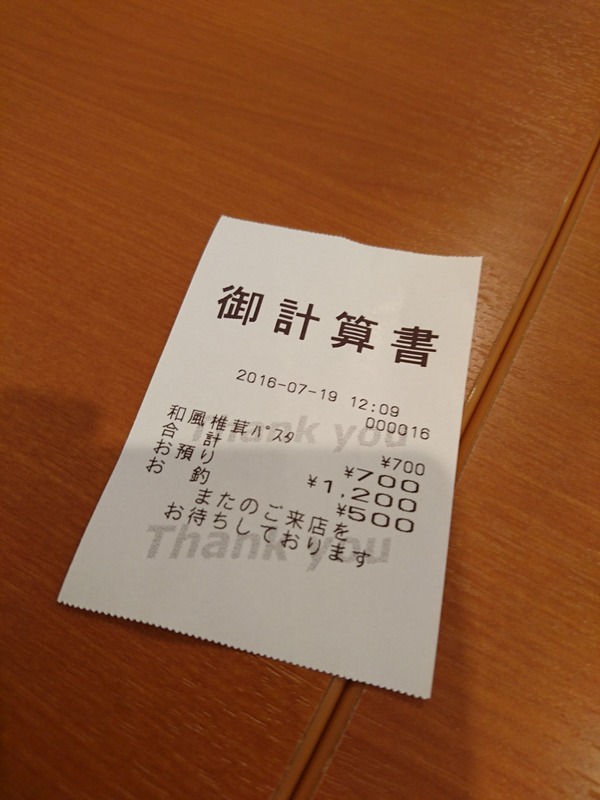 御計算書
2016-07-19 12:09
000016
和風椎茸パスタ ¥700
合計 ¥700
お預り ¥1,200
お釣 ¥500
またのご来店を
お待ちしております
Thank you
Thank you